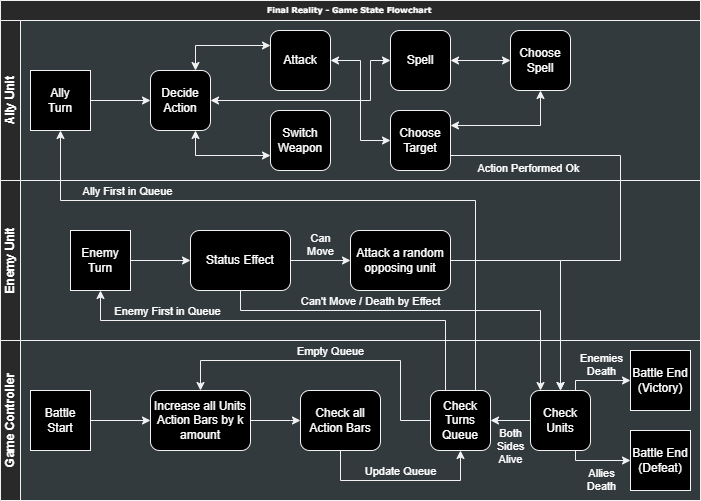 Final Reality - Game State Flowchart
Ally Unit
Ally
Turn
Decide
Action
Attack
Spell
Choose
Spell
Switch
Weapon
Choose
Target
Action Performed Ok
Ally First in Queue
Enemy Unit
Enemy
Turn
Status Effect
Can
Move
Attack a random
opposing unit
Can't Move / Death by Effect
Enemy First in Queue
Game Controller
Empty Queue
Battle
Start
Increase all Units
Action Bars by k
amount
Check all
Action Bars
Update Queue
Check
Turns
Queue
Both
Sides
Alive
Check
Units
Enemies
Death
Battle End
(Victory)
Allies
Death
Battle End
(Defeat)